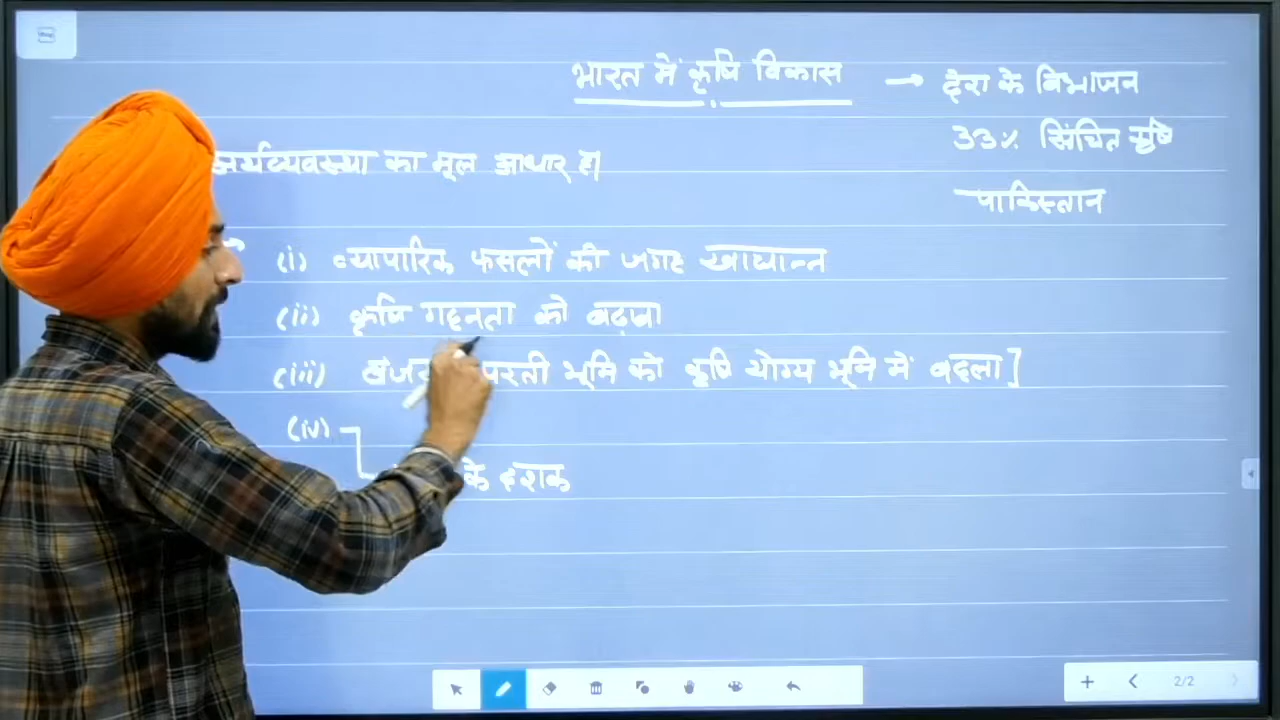 भारत में कृषि विकास → देश के विभाजन
33% सिंचित कृषि
पाकिस्तान
अर्थव्यवस्था का मूल आधार है।
(i) व्यापारिक फसलों की जगह खाद्यान्न
(ii) कृषि गहनता को बढ़ाना
(iii) बंजर परती भूमि को कृषि योग्य भूमि में बदला]
(iv)
के दशक
2/2